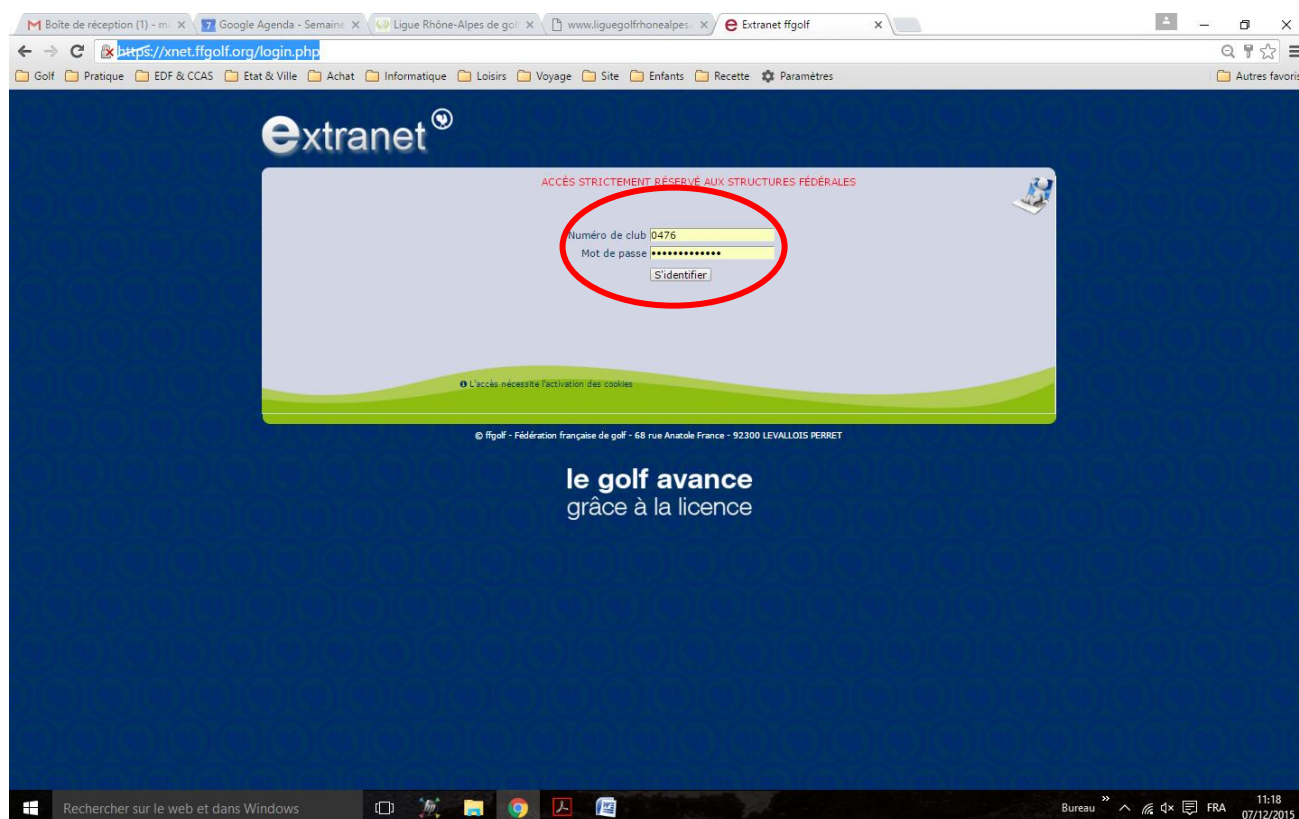 Boîte de réception (1) - m
7 Google Agenda - Semaine
Ligue Rhône-Alpes de gol
www.liguegolfrhonealpes.
e Extranet ffgolf
https://xnet.ffgolf.org/login.php
Golf Pratique EDF & CCAS Etat & Ville Achat Informatique Loisirs Voyage Site Enfants Recette Paramètres Autres favoris
extranet
ACCÈS STRICTEMENT RÉSERVÉ AUX STRUCTURES FÉDÉRALES
Numéro de club 0476
Mot de passe •••••••••••••
S'identifier
L'accès nécessite l'activation des cookies
© ffgolf - Fédération française de golf - 68 rue Anatole France - 92300 LEVALLOIS PERRET
le golf avance
grâce à la licence
Rechercher sur le web et dans Windows
Bureau » FRA 11:18
07/12/2015